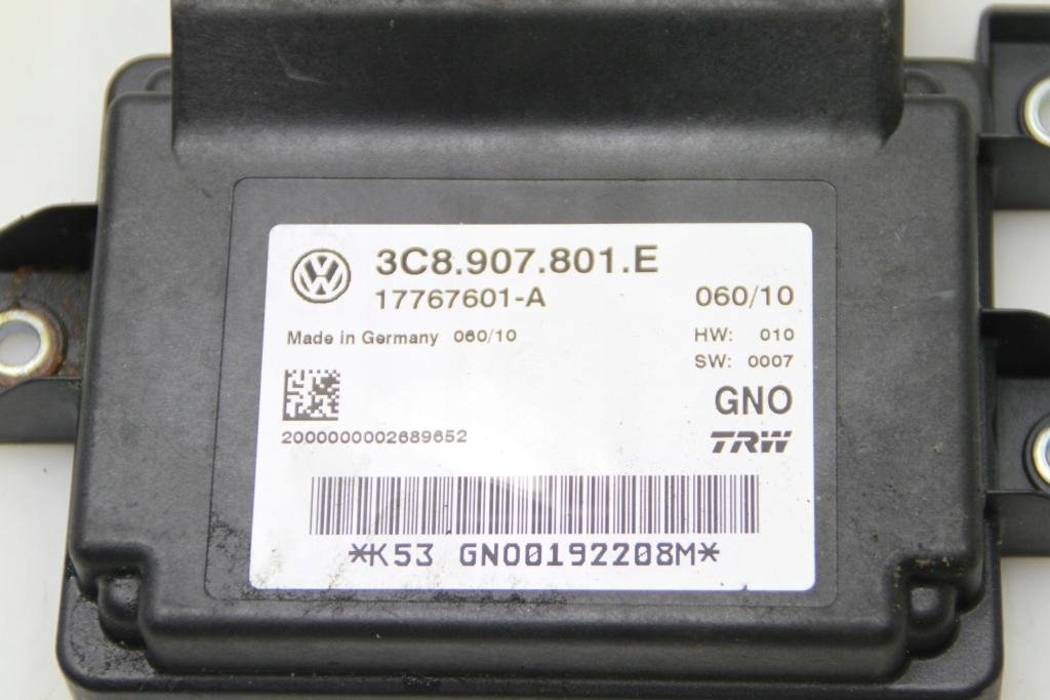 3C8.907.801.E
17767601-A 060/10
Made in Germany 060/10 HW: 010
SW: 0007
GNO
2000000002689652 TRW
*K53 GNO0192208M*